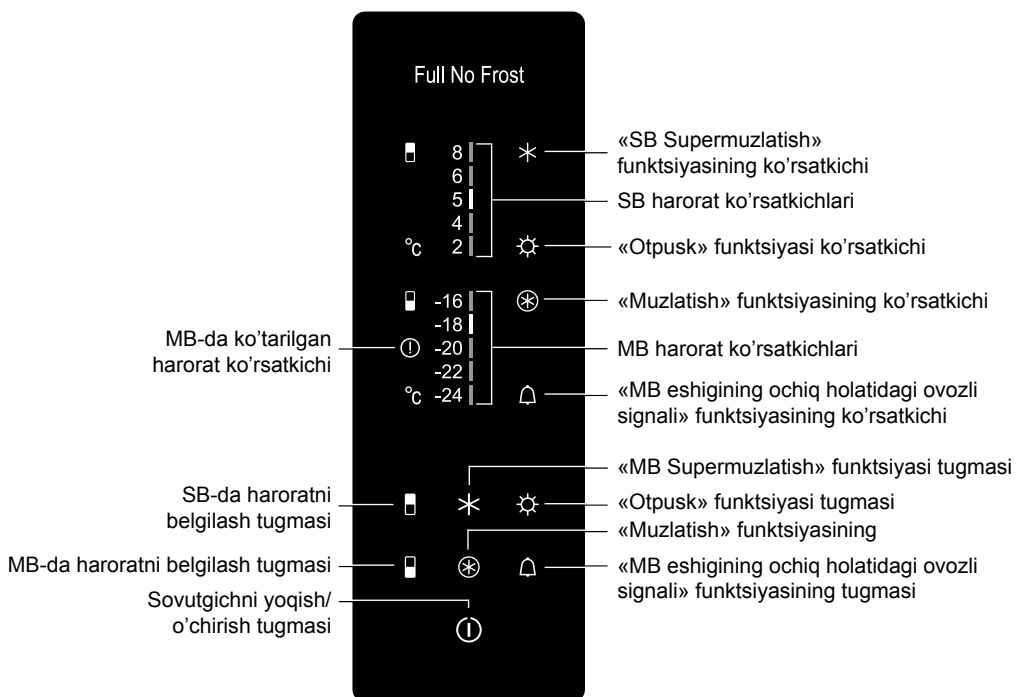 Full No Frost
8
6
5
4
°C 2
-16
-18
-20
-22
°C -24
«SB Supermuzlatish»
funktsiyasining ko’rsatkichi
SB harorat ko’rsatkichlari
«Otpusk» funktsiyasi ko’rsatkichi
«Muzlatish» funktsiyasining ko’rsatkichi
MB-da ko’tarilgan
harorat ko’rsatkichi
MB harorat ko’rsatkichlari
«MB eshigining ochiq holatidagi ovozli
signali» funktsiyasining ko’rsatkichi
«MB Supermuzlatish» funktsiyasi tugmasi
SB-da haroratni
belgilash tugmasi
«Otpusk» funktsiyasi tugmasi
«Muzlatish» funktsiyasining
MB-da haroratni belgilash tugmasi
«MB eshigining ochiq holatidagi ovozli
signali» funktsiyasining tugmasi
Sovutgichni yoqish/
o’chirish tugmasi